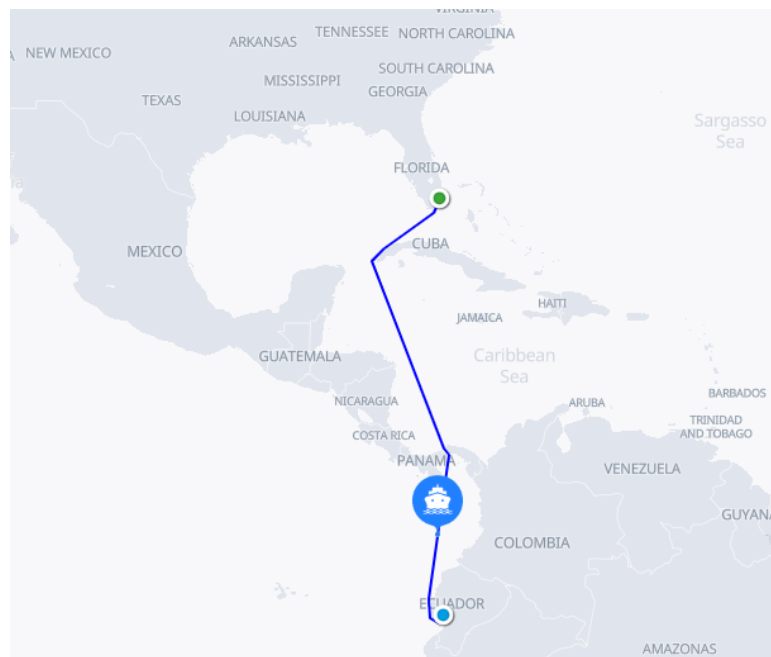 VIRGINIA
TENNESSEE
NORTH CAROLINA
ARKANSAS
NEW MEXICO
SOUTH CAROLINA
MISSISSIPPI
GEORGIA
TEXAS
LOUISIANA
Sargasso
Sea
FLORIDA
MEXICO
CUBA
HAITI
JAMAICA
GUATEMALA
Caribbean
Sea
BARBADOS
NICARAGUA
ARUBA
TRINIDAD
AND TOBAGO
COSTA RICA
PANAMA
VENEZUELA
GUYANA
COLOMBIA
ECUADOR
AMAZONAS